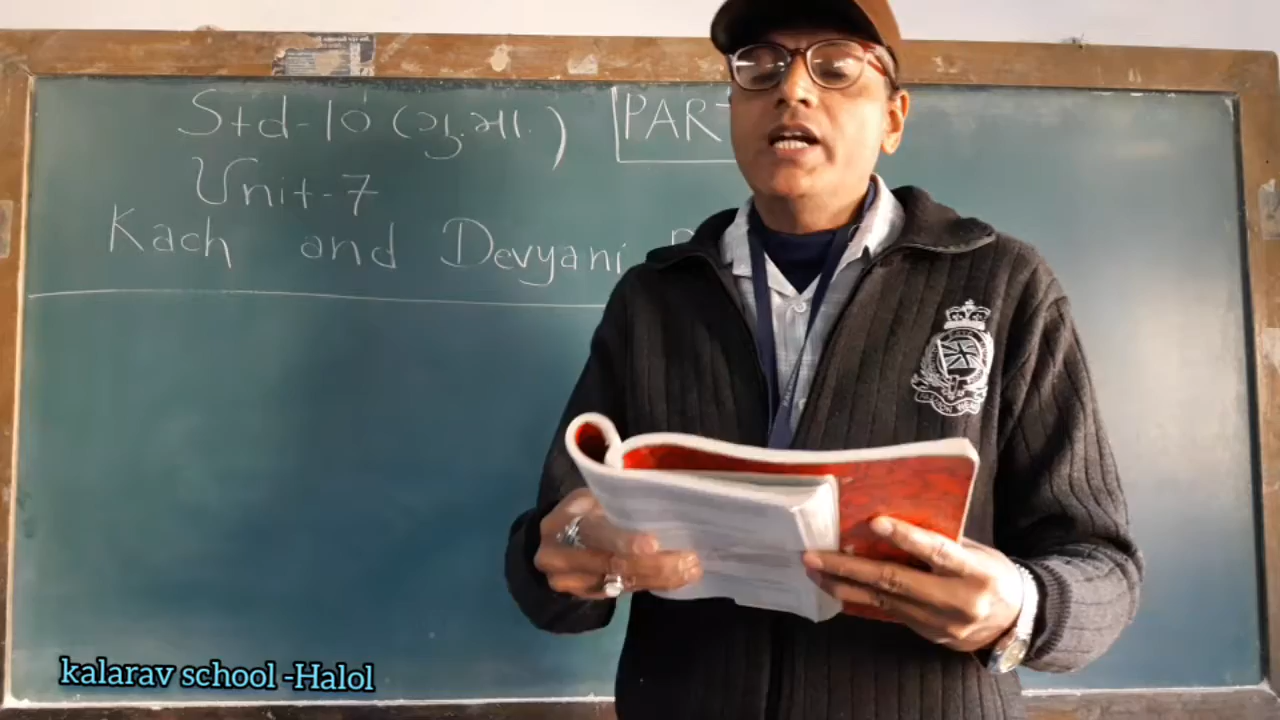 Std-10 (ગુ.મા.) PART
Unit-7
Kach and Devyani
kalarav school -Halol